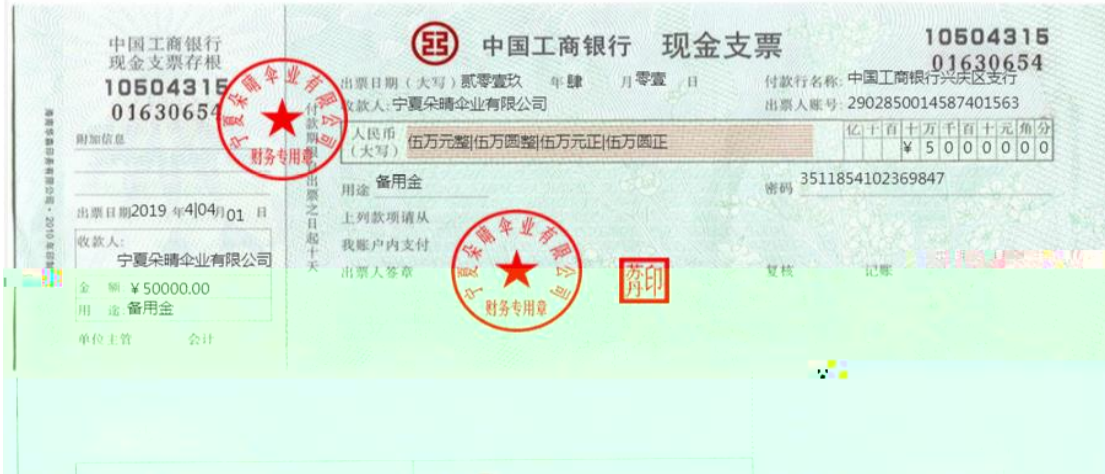 中国工商银行
现金支票存根
10504315
01630654
附加信息
出票日期2019 年4|04月01 日
收款人:
宁夏朵晴伞业有限公司
金 额 ¥50000.00
用 途:备用金
单位主管 会计
宁夏朵晴伞业有限公司
财务专用章
付款期限自出票之日起十天
中国工商银行 现金支票
10504315
01630654
出票日期(大写)贰零壹玖 年肆 月零壹 日
付款行名称:中国工商银行兴庆区支行
收款人:宁夏朵晴伞业有限公司
出票人账号:2902850014587401563
人民币
(大写)
伍万元整|伍万圆整|伍万元正|伍万圆正
亿千百十万千百十元角分
¥5000000
用途 备用金
密码 3511854102369847
上列款项请从
我账户内支付
出票人签章
宁夏朵晴伞业有限公司
财务专用章
苏丹印
复核 记账